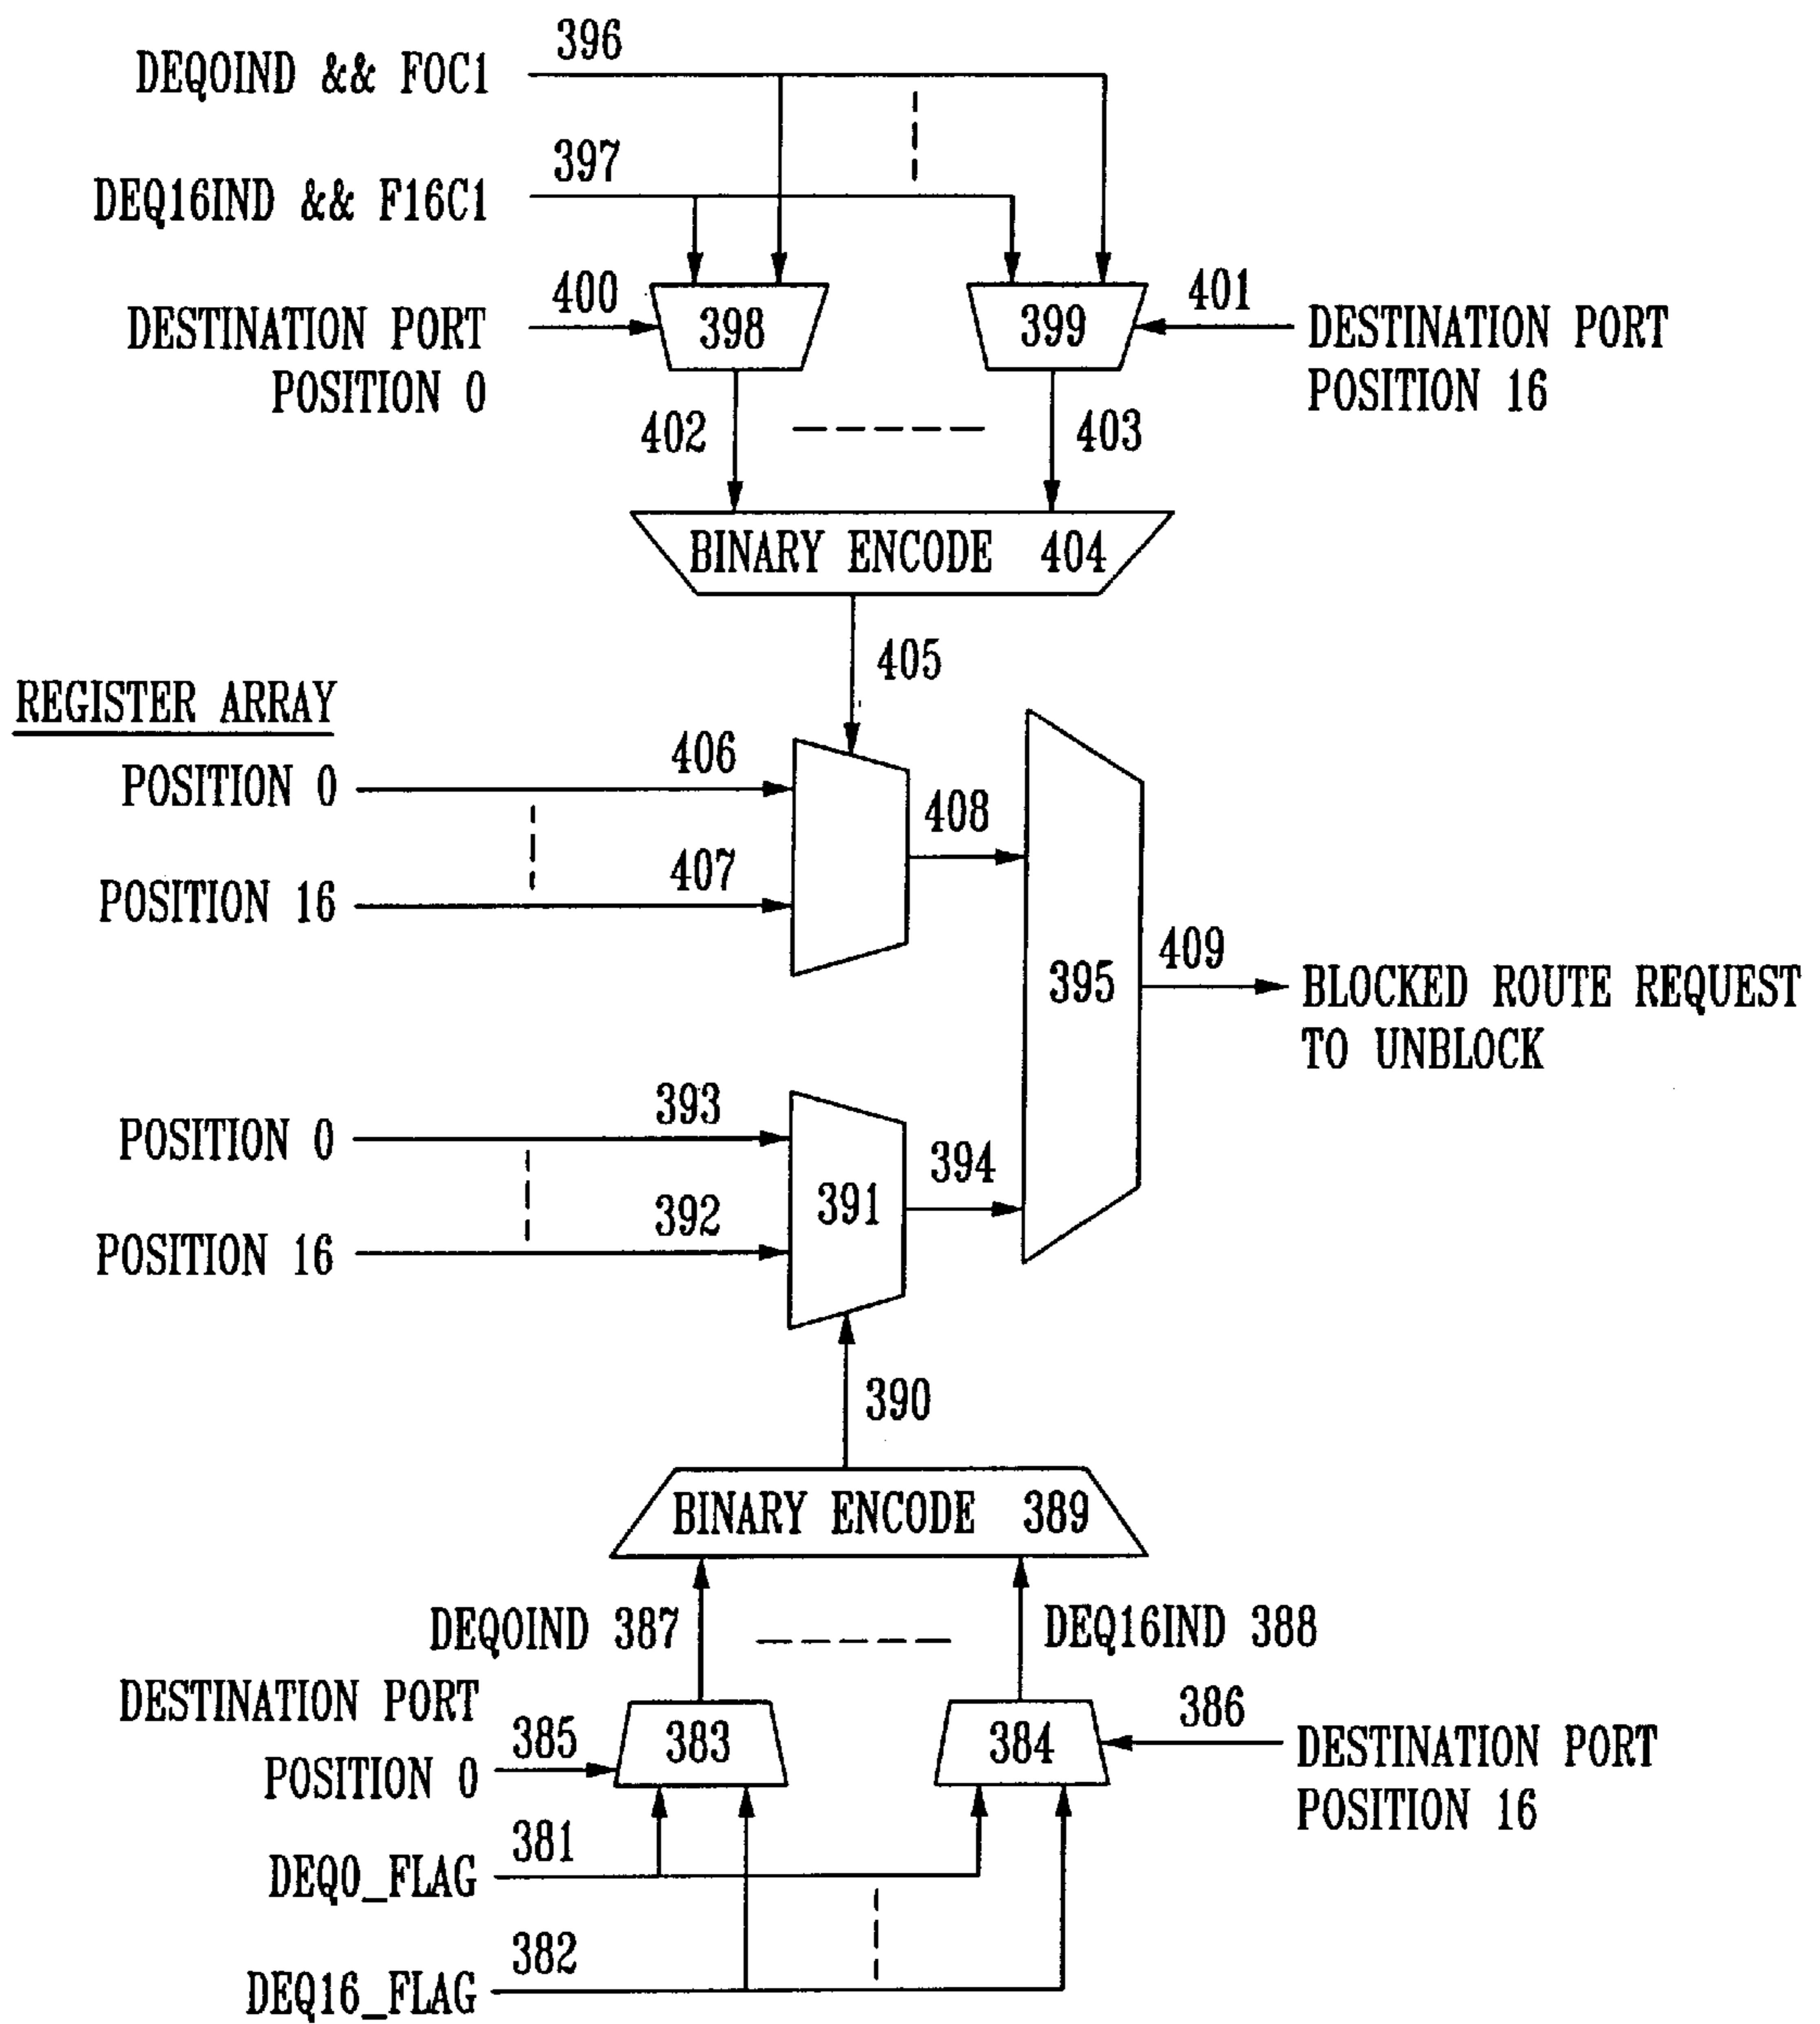 396
DEQ0IND && F0C1
397
DEQ16IND && F16C1
400
398
399
401
DESTINATION PORT
POSITION 0
DESTINATION PORT
POSITION 16
402
403
BINARY ENCODE 404
405
REGISTER ARRAY
406
POSITION 0
408
407
POSITION 16
409
395
BLOCKED ROUTE REQUEST
TO UNBLOCK
393
POSITION 0
394
391
392
POSITION 16
390
BINARY ENCODE 389
DEQ0IND 387
DEQ16IND 388
DESTINATION PORT
POSITION 0
385
383
384
386
DESTINATION PORT
POSITION 16
381
DEQ0_FLAG
382
DEQ16_FLAG